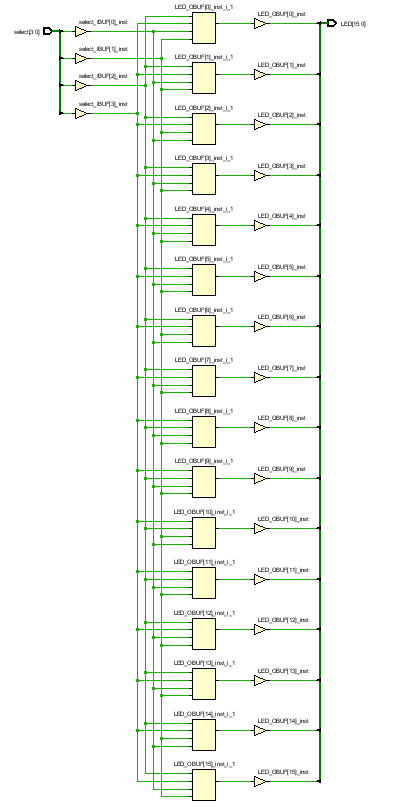 LED_OBUF[0]_inst_i_1
select[3:0]
select_IBUF[0]_inst
LED_OBUF[0]_inst
LED[15:0]
select_IBUF[1]_inst
LED_OBUF[1]_inst_i_1
LED_OBUF[1]_inst
select_IBUF[2]_inst
select_IBUF[3]_inst
LED_OBUF[2]_inst_i_1
LED_OBUF[2]_inst
LED_OBUF[3]_inst_i_1
LED_OBUF[3]_inst
LED_OBUF[4]_inst_i_1
LED_OBUF[4]_inst
LED_OBUF[5]_inst_i_1
LED_OBUF[5]_inst
LED_OBUF[6]_inst_i_1
LED_OBUF[6]_inst
LED_OBUF[7]_inst_i_1
LED_OBUF[7]_inst
LED_OBUF[8]_inst_i_1
LED_OBUF[8]_inst
LED_OBUF[9]_inst_i_1
LED_OBUF[9]_inst
LED_OBUF[10]_inst_i_1
LED_OBUF[10]_inst
LED_OBUF[11]_inst_i_1
LED_OBUF[11]_inst
LED_OBUF[12]_inst_i_1
LED_OBUF[12]_inst
LED_OBUF[13]_inst_i_1
LED_OBUF[13]_inst
LED_OBUF[14]_inst_i_1
LED_OBUF[14]_inst
LED_OBUF[15]_inst_i_1
LED_OBUF[15]_inst